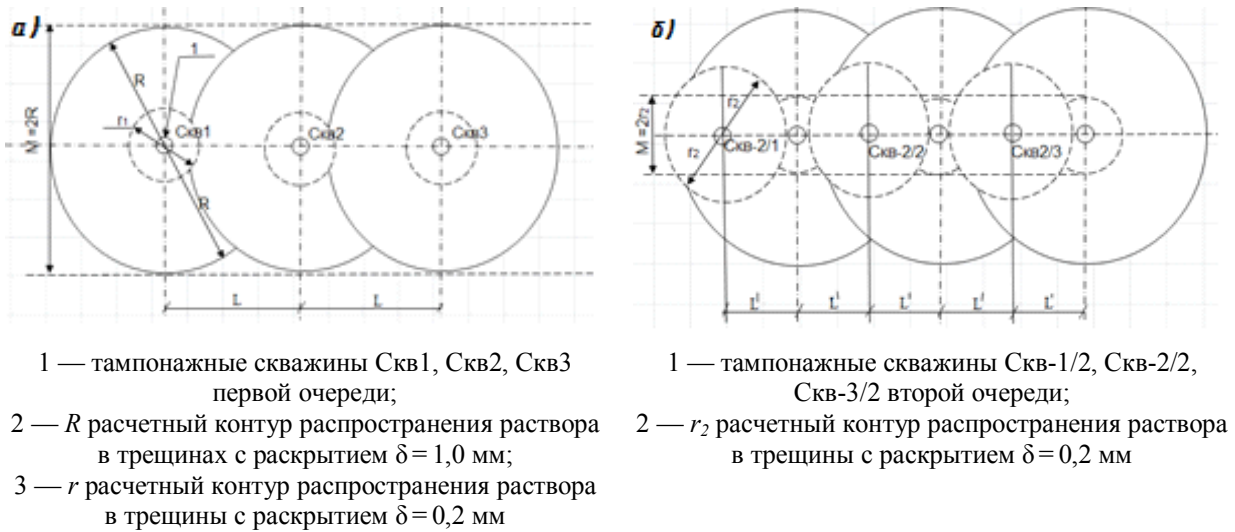 а)
1
R
r₁
Скв1
Скв2
Скв3
R
M =2R
L
L
б)
r₂
r₂
M =2r₂
Скв-2/1
Скв-2/2
Скв2/3
L'
L'
L'
L'
L'
1 — тампонажные скважины Скв1, Скв2, Скв3
первой очереди;
2 — R расчетный контур распространения раствора
в трещинах с раскрытием δ = 1,0 мм;
3 — r расчетный контур распространения раствора
в трещины с раскрытием δ = 0,2 мм
1 — тампонажные скважины Скв-1/2, Скв-2/2,
Скв-3/2 второй очереди;
2 — r₂ расчетный контур распространения раствора
в трещины с раскрытием δ = 0,2 мм